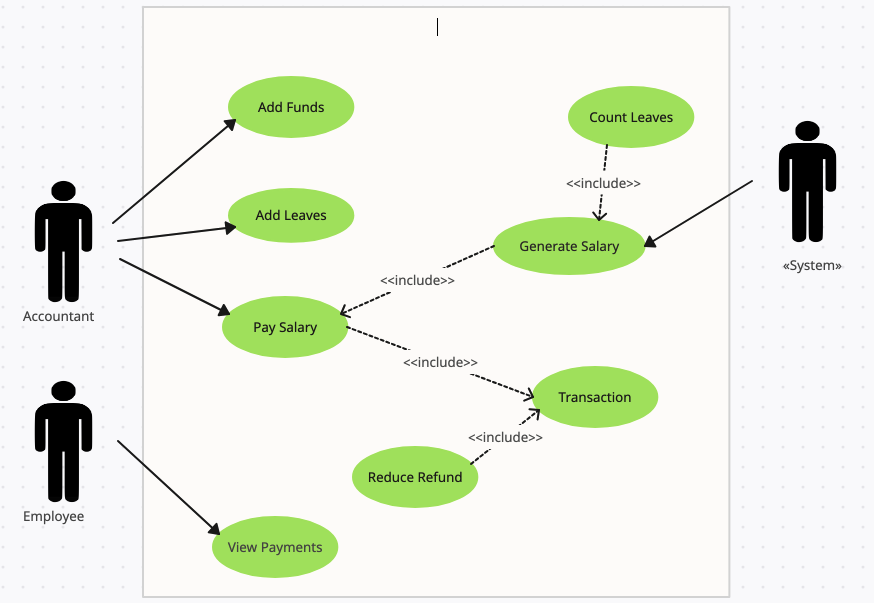 Add Funds
Count Leaves
<<include>>
Add Leaves
Generate Salary
«System»
<<include>>
Accountant
Pay Salary
<<include>>
Transaction
<<include>>
Reduce Refund
Employee
View Payments